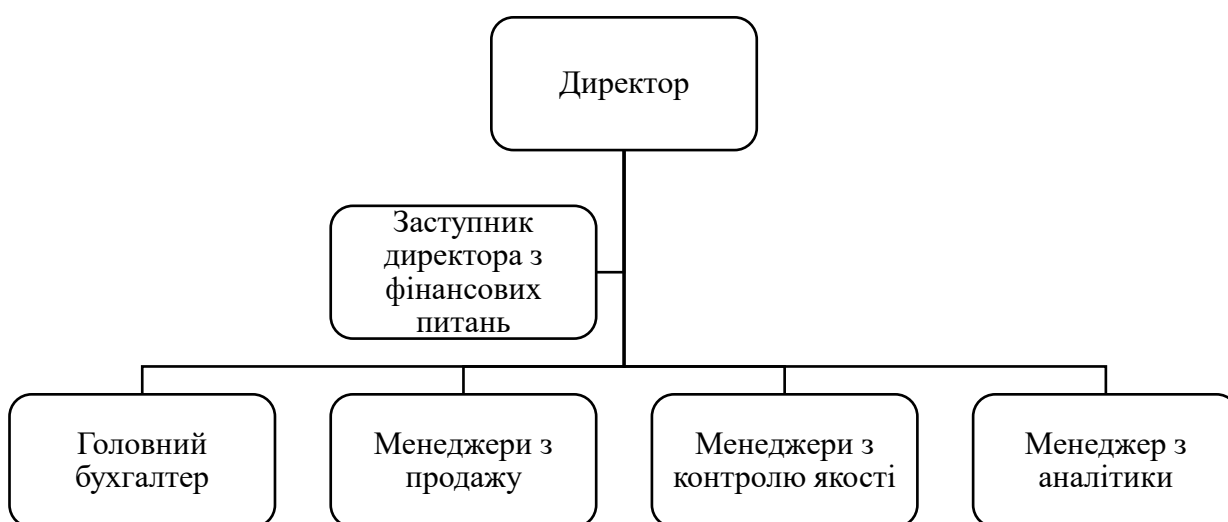 Директор
Заступник
директора з
фінансових
питань
Головний
бухгалтер
Менеджери з
продажу
Менеджери з
контролю якості
Менеджер з
аналітики